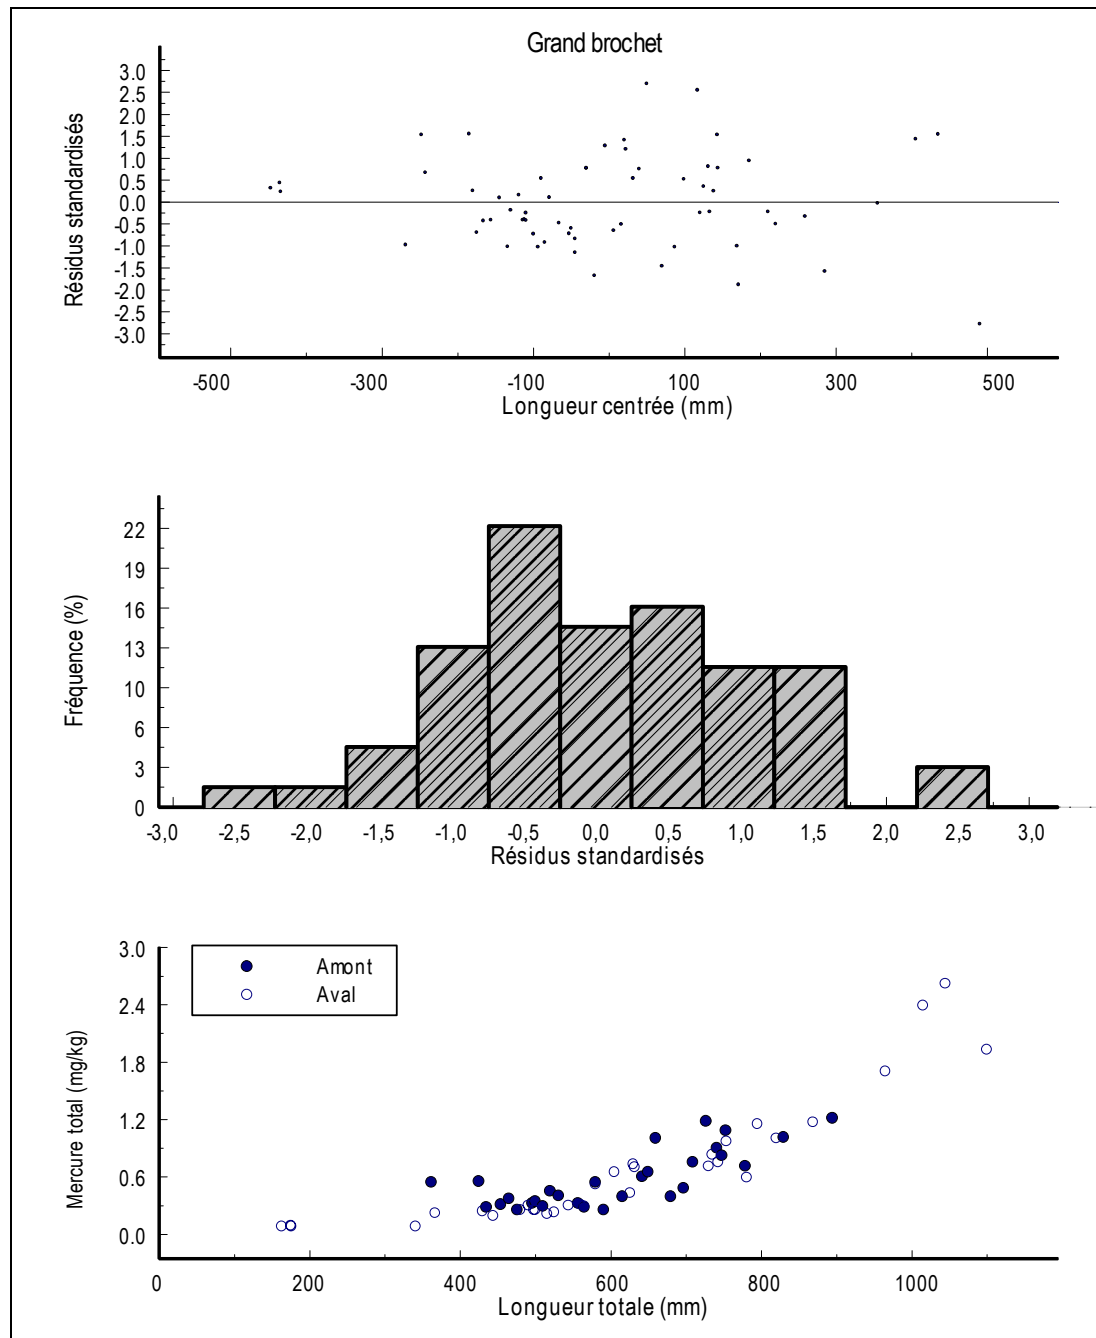 Grand brochet
Résidus standardisés
3.0
2.5
2.0
1.5
1.0
0.5
0.0
-0.5
-1.0
-1.5
-2.0
-2.5
-3.0
-500 -300 -100 100 300 500
Longueur centrée (mm)
Fréquence (%)
22
19
16
13
10
6
3
0
-3,0 -2,5 -2,0 -1,5 -1,0 -0,5 0,0 0,5 1,0 1,5 2,0 2,5 3,0
Résidus standardisés
Mercure total (mg/kg)
3.0
2.4
1.8
1.2
0.6
0.0
Amont
Aval
0 200 400 600 800 1000
Longueur totale (mm)